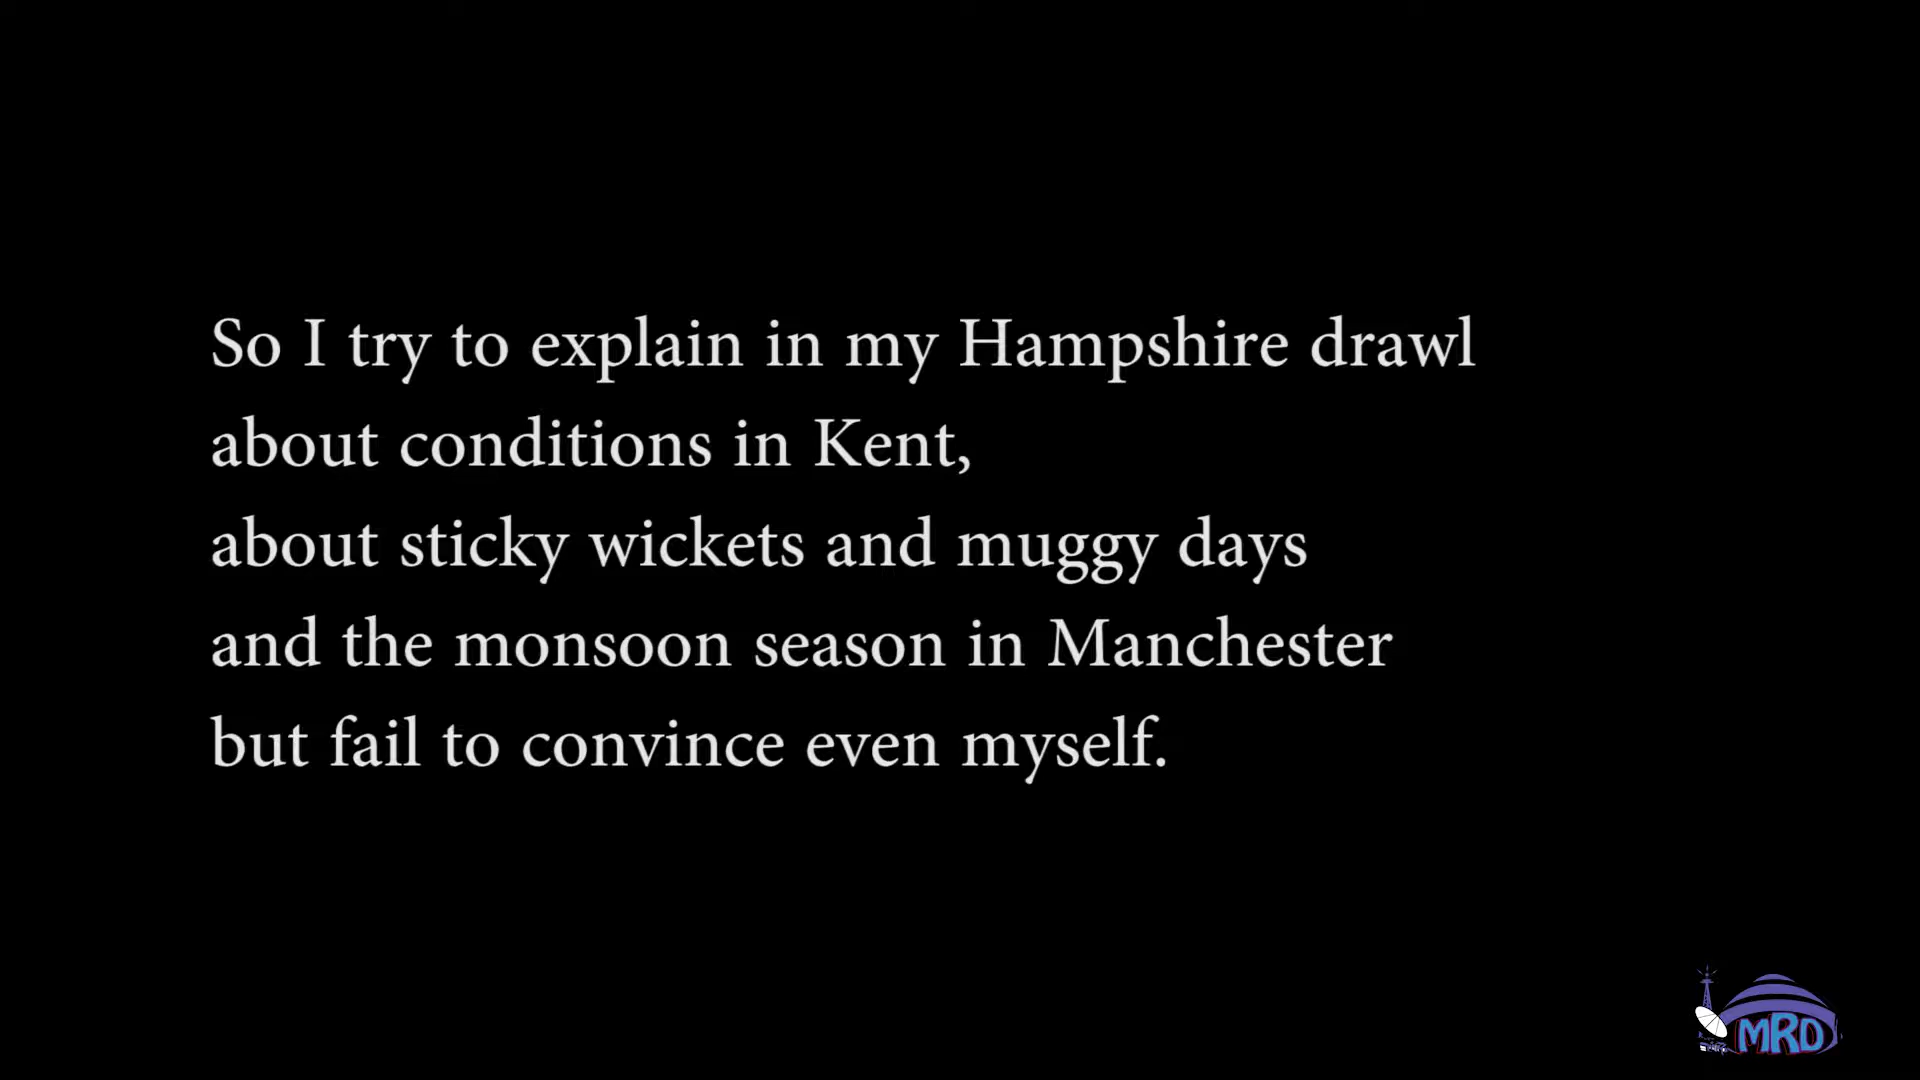 So I try to explain in my Hampshire drawl
about conditions in Kent,
about sticky wickets and muggy days
and the monsoon season in Manchester
but fail to convince even myself.
MRD